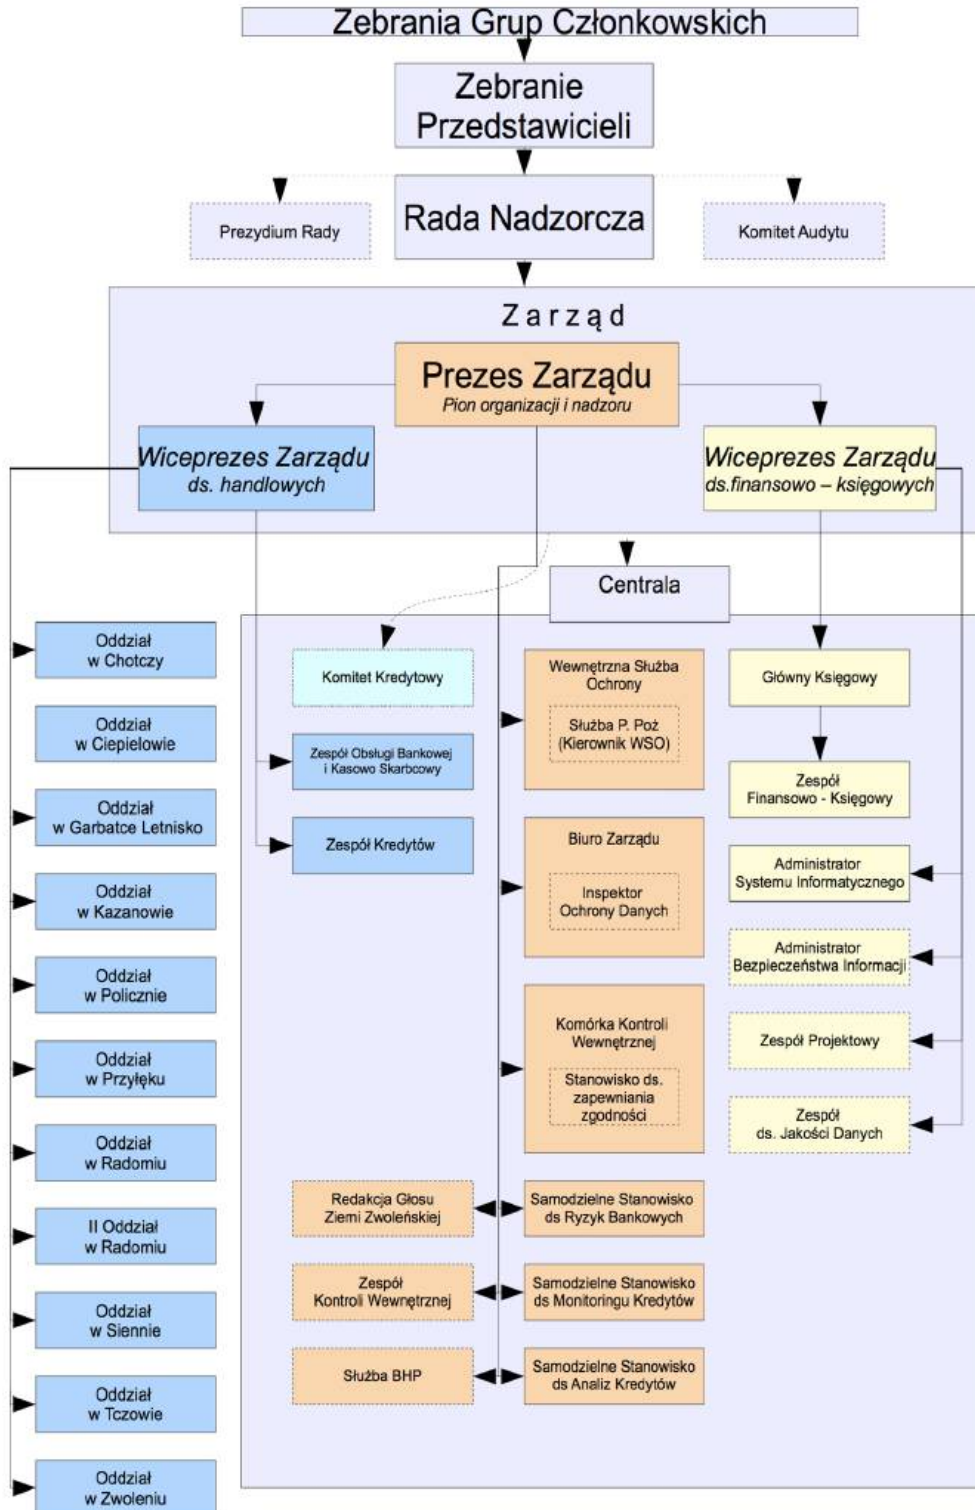 Zebrania Grup Członkowskich
Zebranie
Przedstawicieli
Rada Nadzorcza
Prezydium Rady
Komitet Audytu
Zarząd
Prezes Zarządu
Pion organizacji i nadzoru
Wiceprezes Zarządu
ds. handlowych
Wiceprezes Zarządu
ds.finansowo – księgowych
Centrala
Oddział
w Chotczy
Oddział
w Ciepielowie
Oddział
w Garbatce Letnisko
Oddział
w Kazanowie
Oddział
w Policznie
Oddział
w Przyłęku
Oddział
w Radomiu
II Oddział
w Radomiu
Oddział
w Siennie
Oddział
w Tczowie
Oddział
w Zwoleniu
Komitet Kredytowy
Zespół Obsługi Bankowej
i Kasowo Skarbcowy
Zespół Kredytów
Redakcja Głosu
Ziemi Zwoleńskiej
Zespół
Kontroli Wewnętrznej
Służba BHP
Wewnętrzna Służba
Ochrony
Służba P. Poż
(Kierownik WSO)
Biuro Zarządu
Inspektor
Ochrony Danych
Komórka Kontroli
Wewnętrznej
Stanowisko ds.
zapewniania
zgodności
Samodzielne Stanowisko
ds Ryzyk Bankowych
Samodzielne Stanowisko
ds Monitoringu Kredytów
Samodzielne Stanowisko
ds Analiz Kredytów
Główny Księgowy
Zespół
Finansowo - Księgowy
Administrator
Systemu Informatycznego
Administrator
Bezpieczeństwa Informacji
Zespół Projektowy
Zespół
ds. Jakości Danych